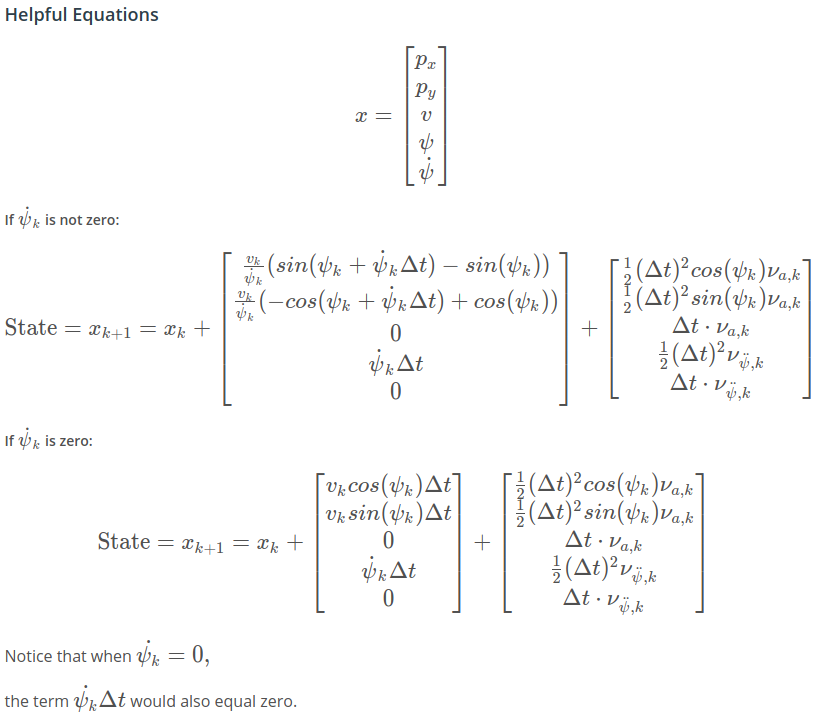 Helpful Equations
$x = \begin{bmatrix} p_x \\ p_y \\ v \\ \psi \\ \dot{\psi} \end{bmatrix}$
If $\dot{\psi}_k$ is not zero:
$\text{State} = x_{k+1} = x_k + \begin{bmatrix} \frac{v_k}{\dot{\psi}_k}(sin(\psi_k + \dot{\psi}_k \Delta t) - sin(\psi_k)) \\ \frac{v_k}{\dot{\psi}_k}(-cos(\psi_k + \dot{\psi}_k \Delta t) + cos(\psi_k)) \\ 0 \\ \dot{\psi}_k \Delta t \\ 0 \end{bmatrix} + \begin{bmatrix} \frac{1}{2}(\Delta t)^2 cos(\psi_k)\nu_{a,k} \\ \frac{1}{2}(\Delta t)^2 sin(\psi_k)\nu_{a,k} \\ \Delta t \cdot \nu_{a,k} \\ \frac{1}{2}(\Delta t)^2 \nu_{\ddot{\psi},k} \\ \Delta t \cdot \nu_{\ddot{\psi},k} \end{bmatrix}$
If $\dot{\psi}_k$ is zero:
$\text{State} = x_{k+1} = x_k + \begin{bmatrix} v_k cos(\psi_k) \Delta t \\ v_k sin(\psi_k) \Delta t \\ 0 \\ \dot{\psi}_k \Delta t \\ 0 \end{bmatrix} + \begin{bmatrix} \frac{1}{2}(\Delta t)^2 cos(\psi_k)\nu_{a,k} \\ \frac{1}{2}(\Delta t)^2 sin(\psi_k)\nu_{a,k} \\ \Delta t \cdot \nu_{a,k} \\ \frac{1}{2}(\Delta t)^2 \nu_{\ddot{\psi},k} \\ \Delta t \cdot \nu_{\ddot{\psi},k} \end{bmatrix}$
Notice that when $\dot{\psi}_k = 0$,
the term $\dot{\psi}_k \Delta t$ would also equal zero.